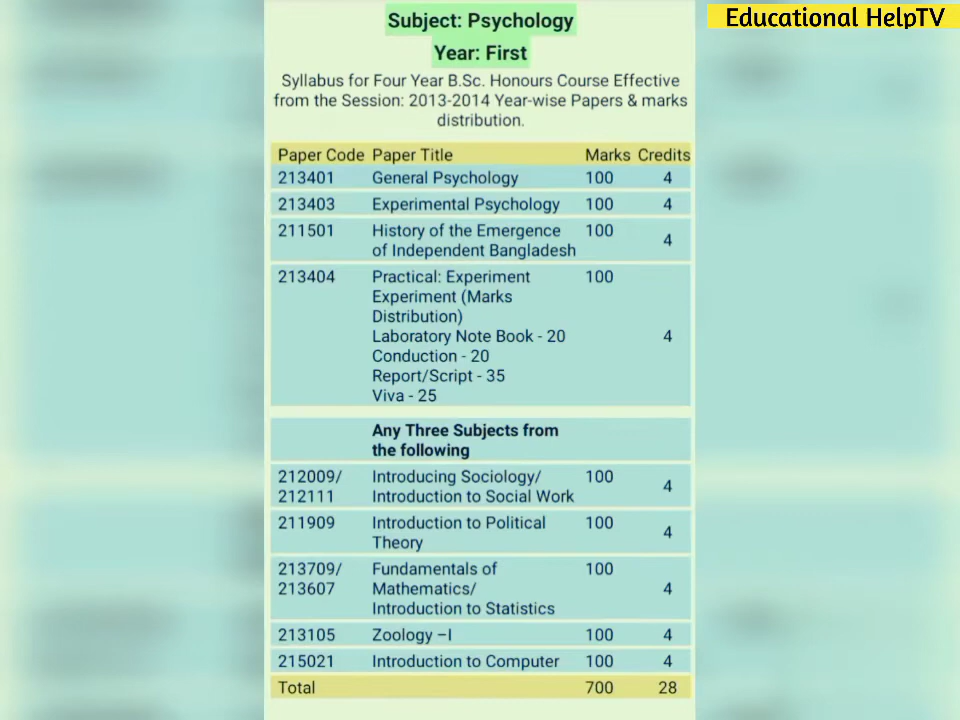 Educational HelpTV
Subject: Psychology
Year: First
Syllabus for Four Year B.Sc. Honours Course Effective
from the Session: 2013-2014 Year-wise Papers & marks
distribution.
Paper Code Paper Title Marks Credits
213401 General Psychology 100 4
213403 Experimental Psychology 100 4
211501 History of the Emergence 100
of Independent Bangladesh 4
213404 Practical: Experiment 100
Experiment (Marks
Distribution)
Laboratory Note Book - 20 4
Conduction - 20
Report/Script - 35
Viva - 25
Any Three Subjects from
the following
212009/ Introducing Sociology/ 100
212111 Introduction to Social Work 4
211909 Introduction to Political 100
Theory 4
213709/ Fundamentals of 100
213607 Mathematics/ 4
Introduction to Statistics
213105 Zoology –I 100 4
215021 Introduction to Computer 100 4
Total 700 28